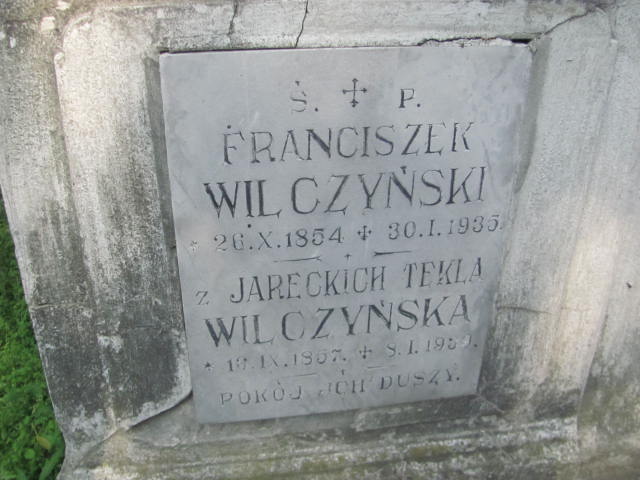 Ś. ✝ P.
FRANCISZEK
WILCZYŃSKI
* 26.X.1854 ✝ 30.I.1935.
Z JARECKICH TEKLA
WILCZYŃSKA
POKÓJ ICH DUSZY.